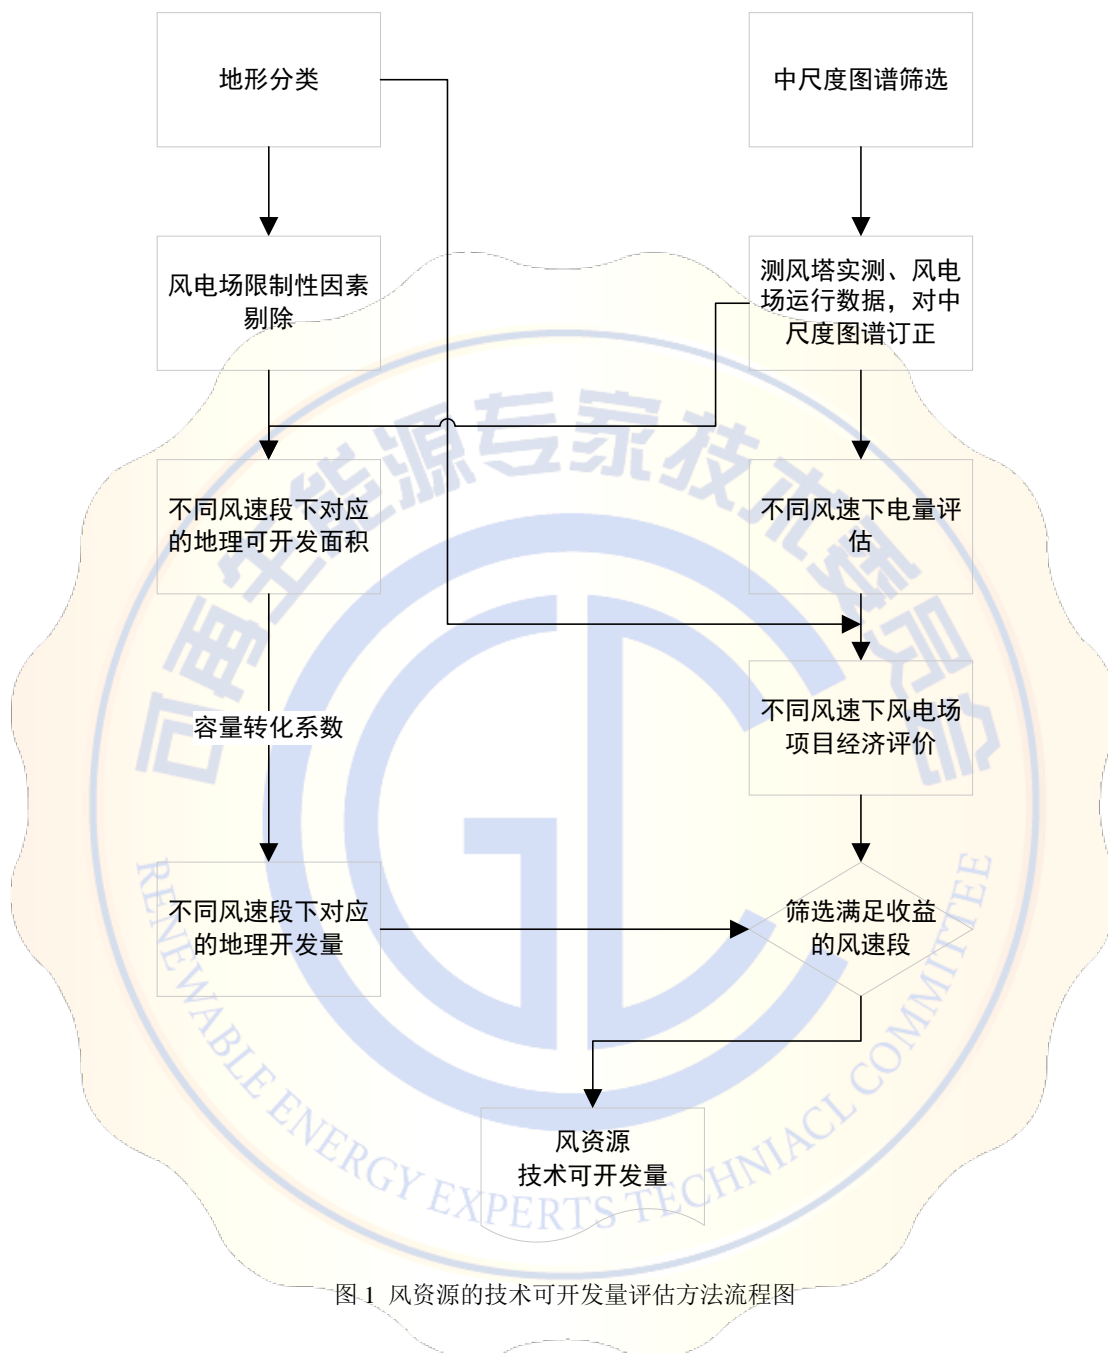 地形分类
中尺度图谱筛选
风电场限制性因素
剔除
测风塔实测、风电
场运行数据，对中
尺度图谱订正
不同风速段下对应
的地理可开发面积
不同风速下电量评
估
容量转化系数
不同风速下风电场
项目经济评价
不同风速段下对应
的地理开发量
筛选满足收益
的风速段
风资源
技术可开发量
可再生能源专家技术委员会
RENEWABLE ENERGY EXPERTS TECHNIACL COMMITTEE
图 1 风资源的技术可开发量评估方法流程图